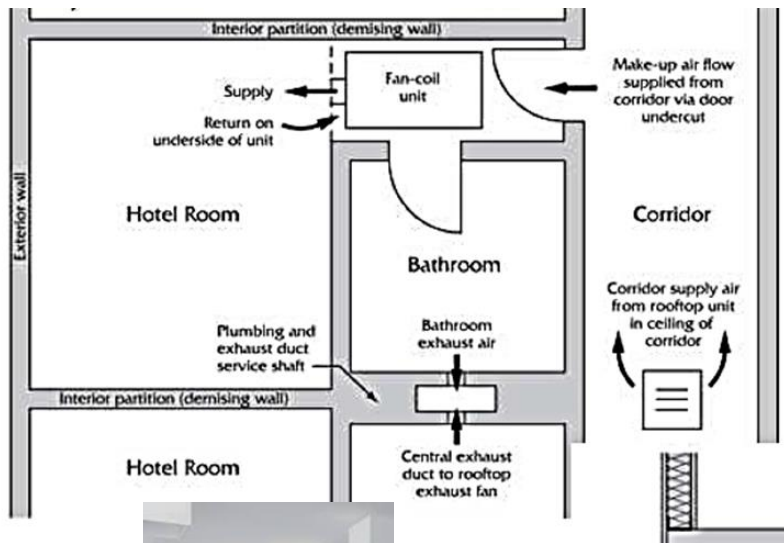 Interior partition (demising wall)
Fan-coil
unit
Supply
Return on
underside of unit
Make-up air flow
supplied from
corridor via door
undercut
Exterior wall
Hotel Room
Corridor
Bathroom
Corridor supply air
from rooftop unit
in ceiling of
corridor
Plumbing and
exhaust duct
service shaft
Bathroom
exhaust air
Interior partition (demising wall)
Hotel Room
Central exhaust
duct to rooftop
exhaust fan